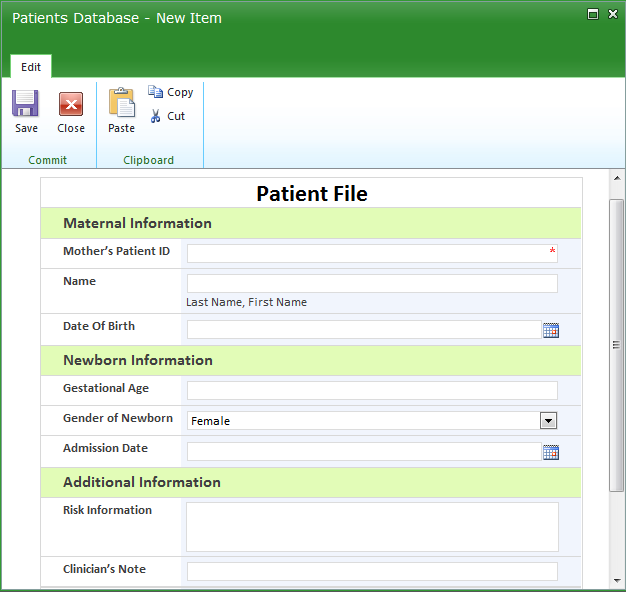 Patients Database - New Item
Edit
Save
Close
Paste
Copy
Cut
Commit
Clipboard
Patient File
Maternal Information
Mother's Patient ID *
Name
Last Name, First Name
Date Of Birth
Newborn Information
Gestational Age
Gender of Newborn Female
Admission Date
Additional Information
Risk Information
Clinician's Note